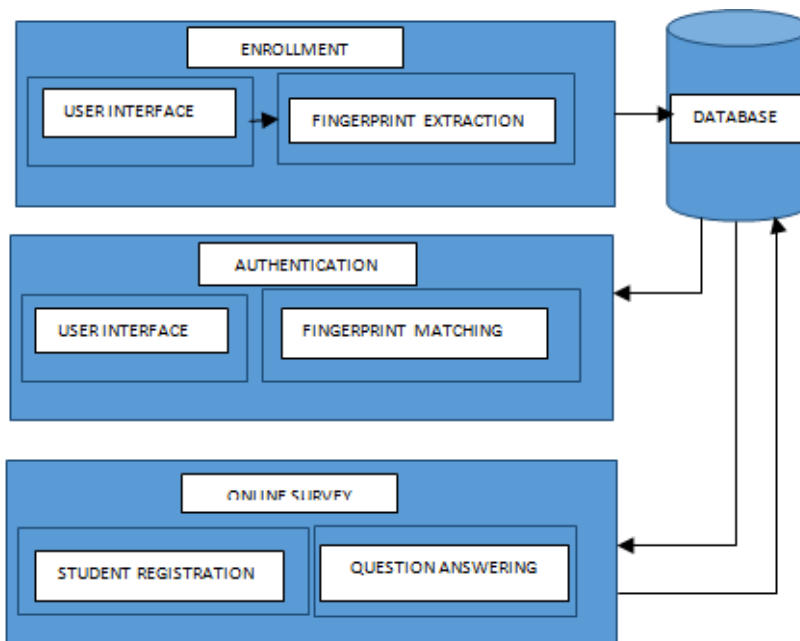 ENROLLMENT
USER INTERFACE
FINGERPRINT EXTRACTION
DATABASE
AUTHENTICATION
USER INTERFACE
FINGERPRINT MATCHING
ONLINE SURVEY
STUDENT REGISTRATION
QUESTION ANSWERING